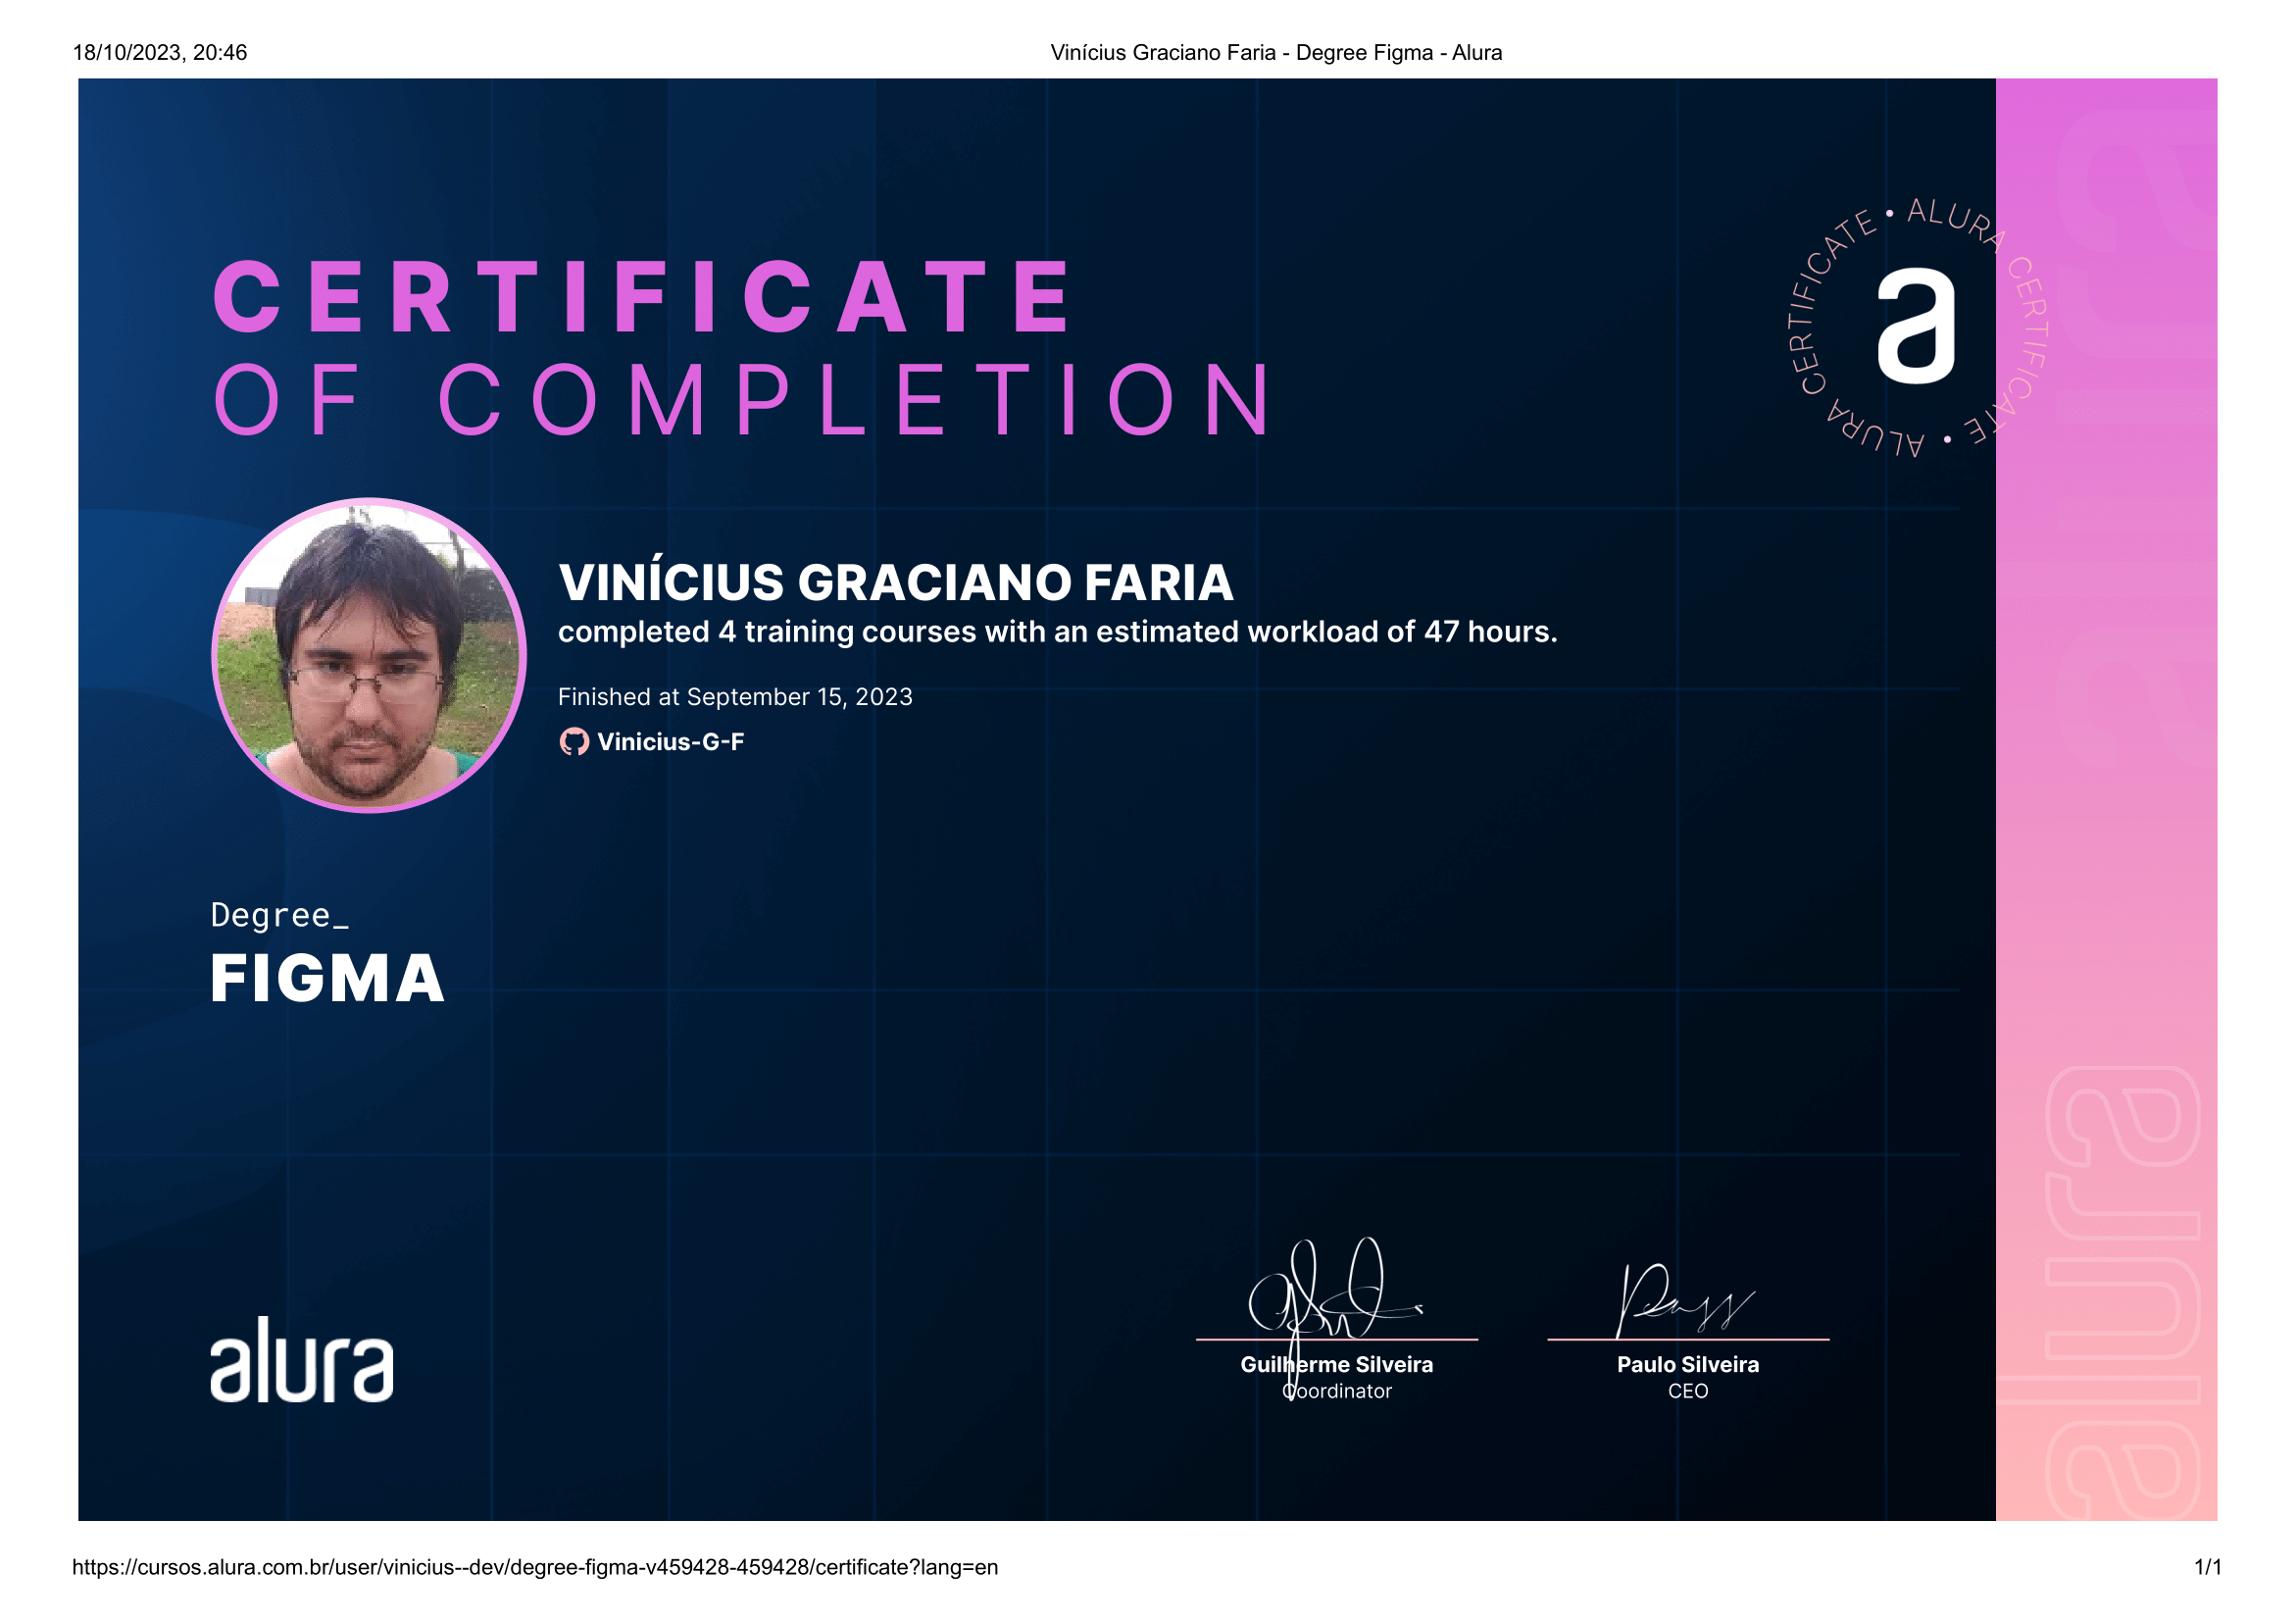 18/10/2023, 20:46
Vinícius Graciano Faria - Degree Figma - Alura
CERTIFICATE
OF COMPLETION
• ALURA CERTIFICATE • ALURA CERTIFICATE
a
VINÍCIUS GRACIANO FARIA
completed 4 training courses with an estimated workload of 47 hours.
Finished at September 15, 2023
Vinicius-G-F
Degree_
FIGMA
alura
Guilherme Silveira
Coordinator
Paulo Silveira
CEO
alura
alura
https://cursos.alura.com.br/user/vinicius--dev/degree-figma-v459428-459428/certificate?lang=en
1/1